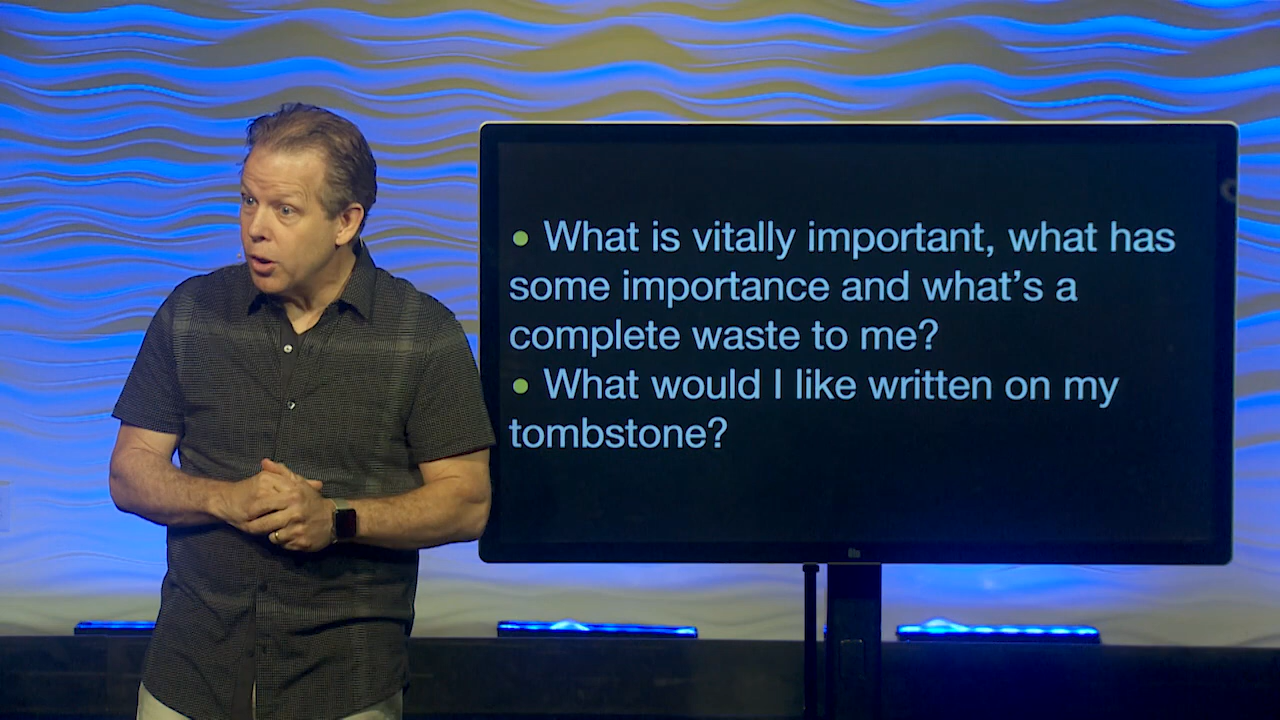 • What is vitally important, what has
some importance and what’s a
complete waste to me?
• What would I like written on my
tombstone?